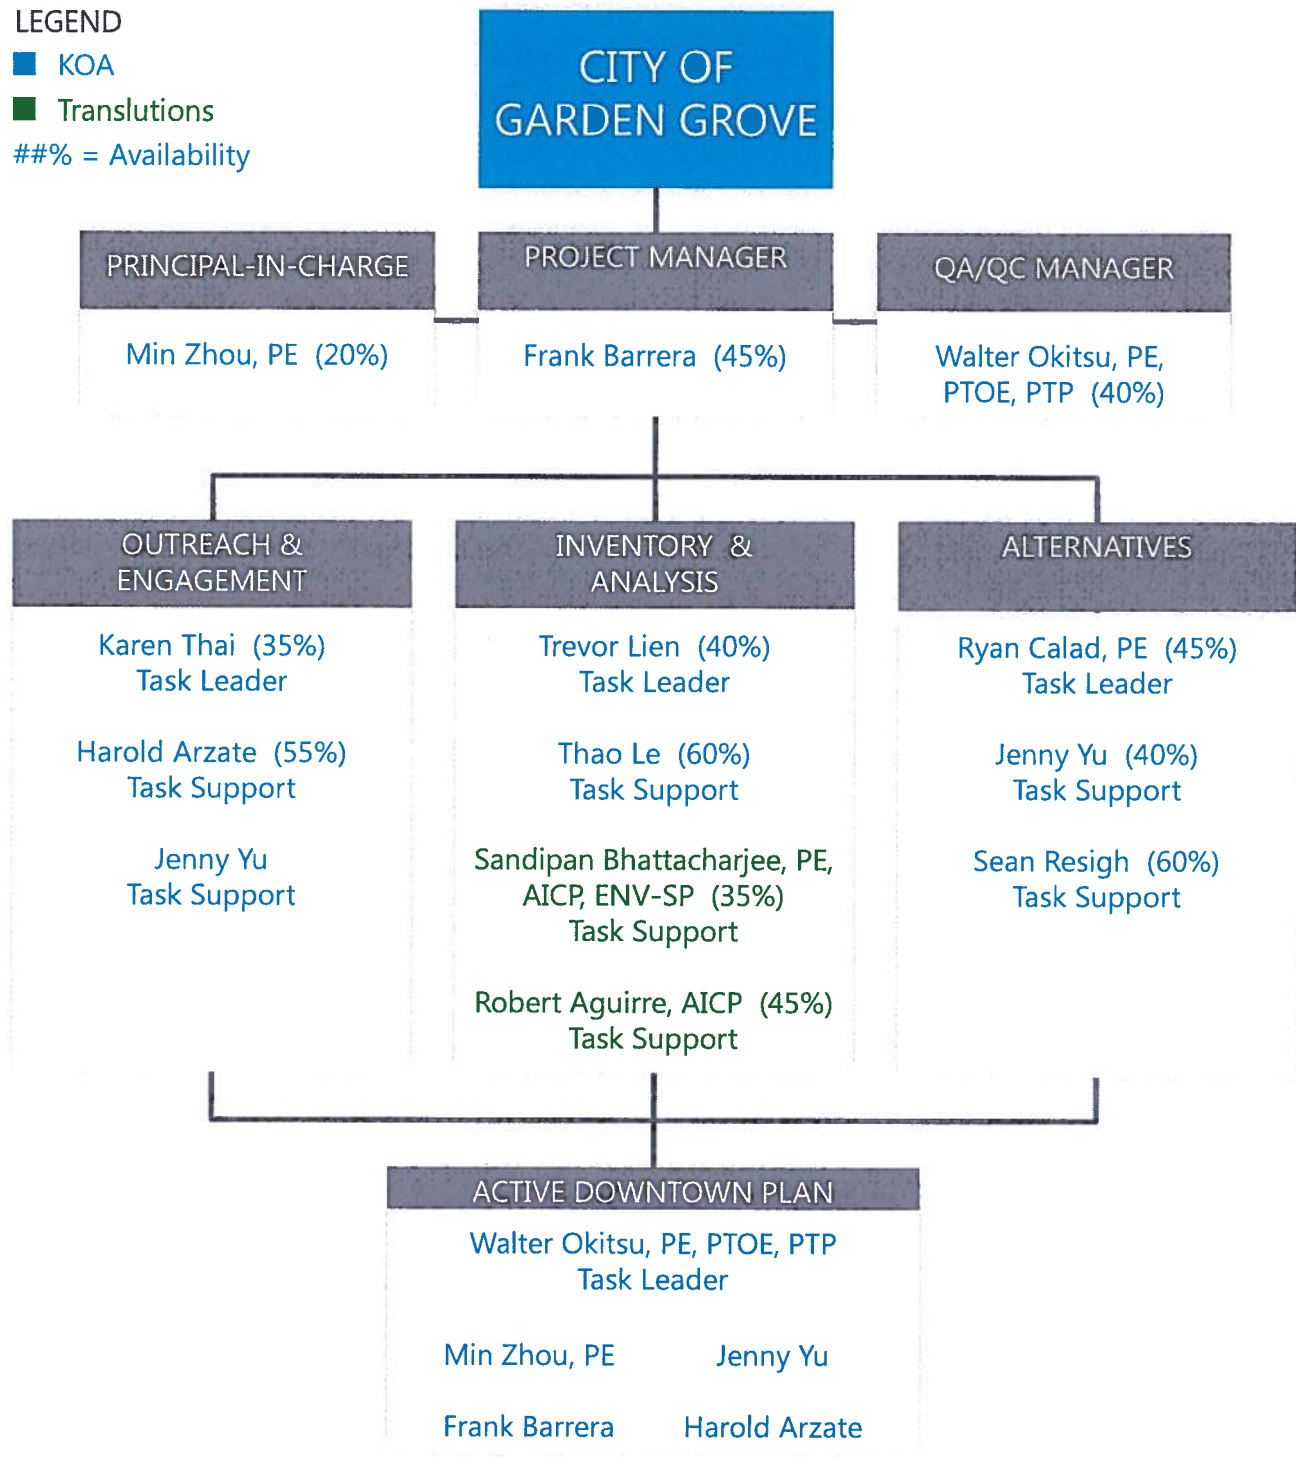 LEGEND
KOA
Translutions
##% = Availability
CITY OF
GARDEN GROVE
PRINCIPAL-IN-CHARGE
Min Zhou, PE (20%)
PROJECT MANAGER
Frank Barrera (45%)
QA/QC MANAGER
Walter Okitsu, PE,
PTOE, PTP (40%)
OUTREACH &
ENGAGEMENT
Karen Thai (35%)
Task Leader
Harold Arzate (55%)
Task Support
Jenny Yu
Task Support
INVENTORY &
ANALYSIS
Trevor Lien (40%)
Task Leader
Thao Le (60%)
Task Support
Sandipan Bhattacharjee, PE,
AICP, ENV-SP (35%)
Task Support
Robert Aguirre, AICP (45%)
Task Support
ALTERNATIVES
Ryan Calad, PE (45%)
Task Leader
Jenny Yu (40%)
Task Support
Sean Resigh (60%)
Task Support
ACTIVE DOWNTOWN PLAN
Walter Okitsu, PE, PTOE, PTP
Task Leader
Min Zhou, PE
Jenny Yu
Frank Barrera
Harold Arzate